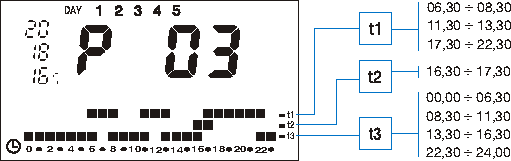 DAY 1 2 3 4 5
20
18
16°c
P 03
t1
t2
t3
0 2 4 6 8 10 12 14 16 18 20 22
t1
06,30 ÷ 08,30
11,30 ÷ 13,30
17,30 ÷ 22,30
t2
16,30 ÷ 17,30
t3
00,00 ÷ 06,30
08,30 ÷ 11,30
13,30 ÷ 16,30
22,30 ÷ 24,00